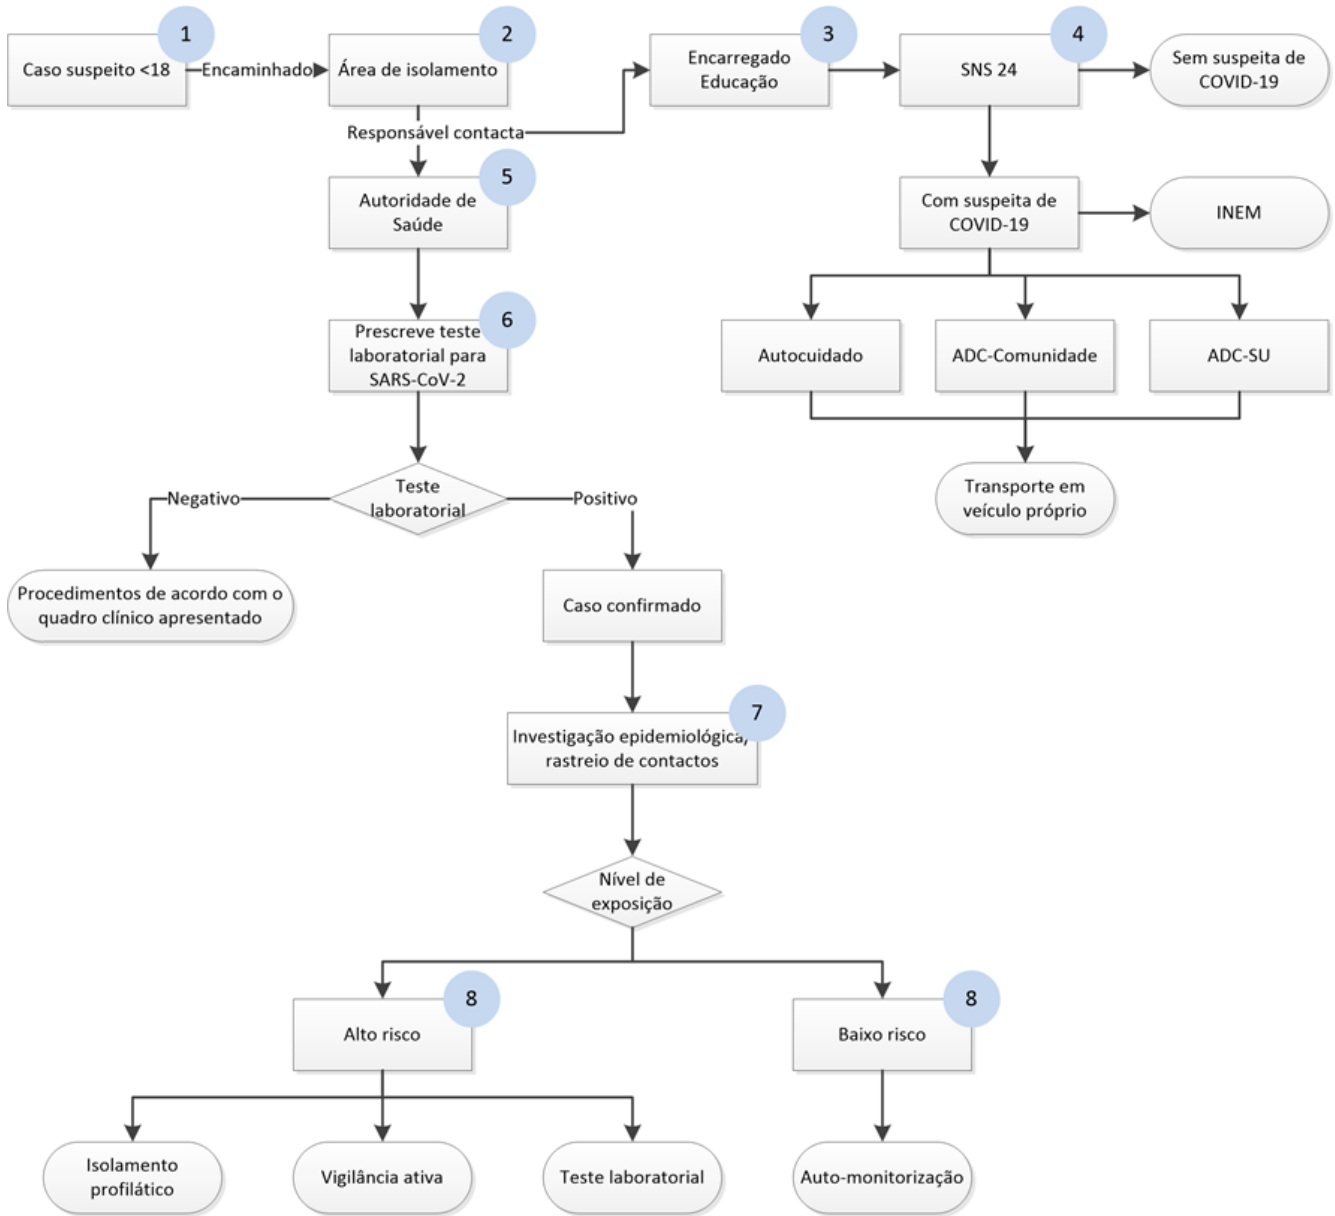 1
Caso suspeito <18
Encaminhado
2
Área de isolamento
Responsável contacta
3
Encarregado
Educação
4
SNS 24
Sem suspeita de
COVID-19
5
Autoridade de
Saúde
Com suspeita de
COVID-19
INEM
6
Prescreve teste
laboratorial para
SARS-CoV-2
Autocuidado
ADC-Comunidade
ADC-SU
Transporte em
veículo próprio
Teste
laboratorial
Negativo
Positivo
Procedimentos de acordo com o
quadro clínico apresentado
Caso confirmado
7
Investigação epidemiológica/
rastreio de contactos
Nível de
exposição
8
Alto risco
8
Baixo risco
Isolamento
profilático
Vigilância ativa
Teste laboratorial
Auto-monitorização